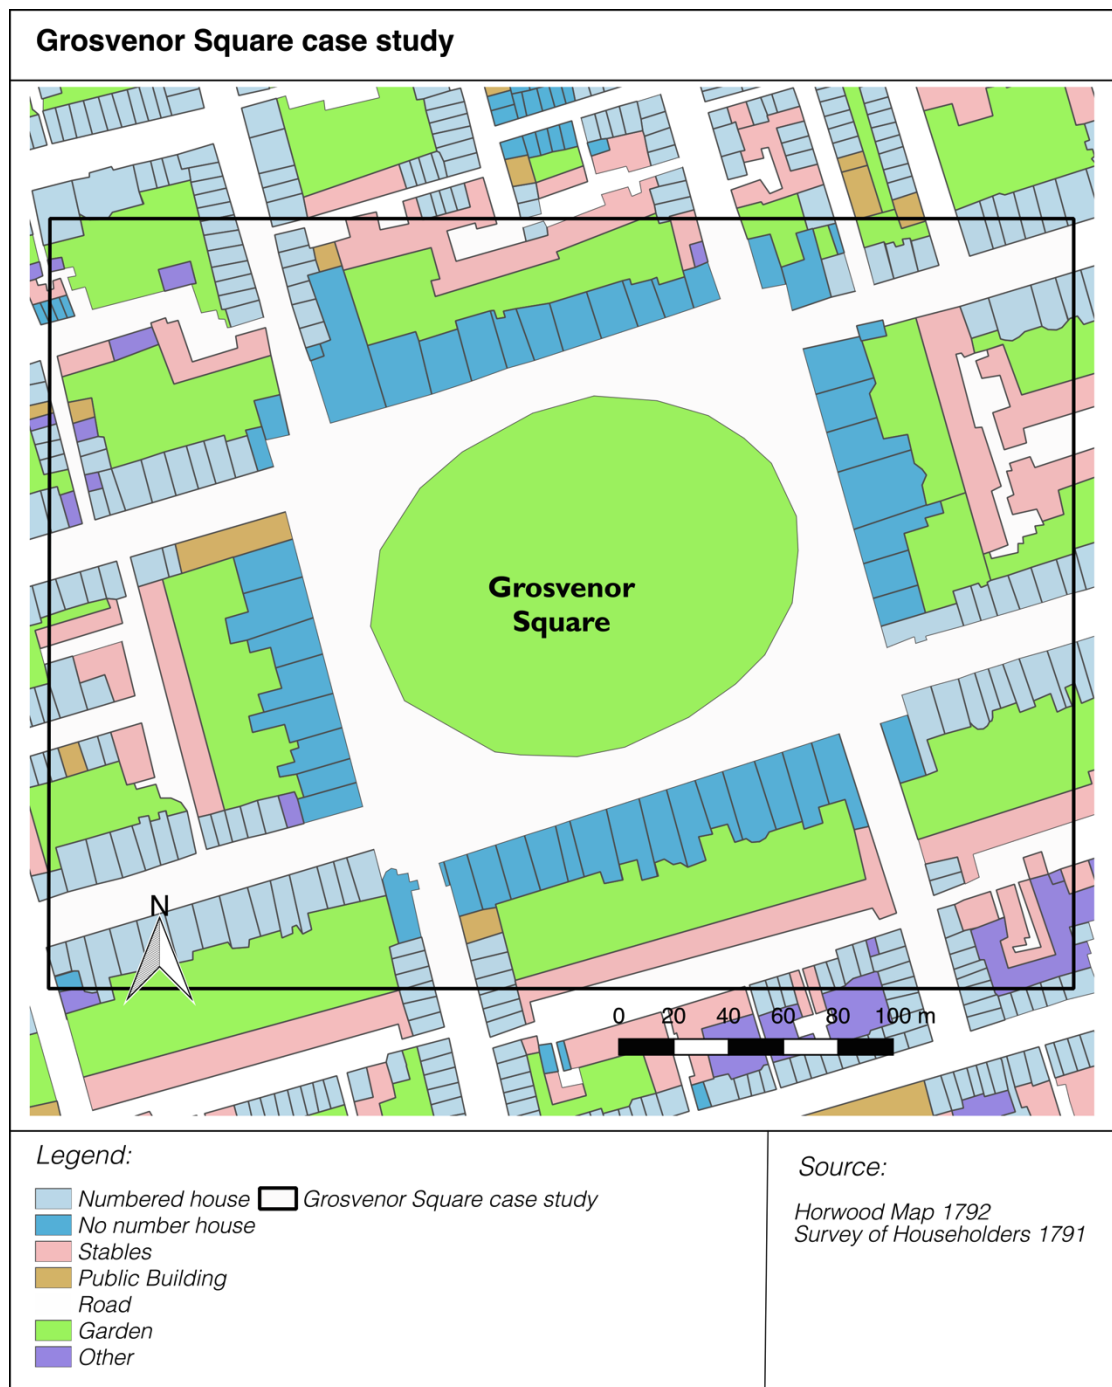 Grosvenor Square case study
Grosvenor
Square
N
0 20 40 60 80 100 m
Legend:
Numbered house Grosvenor Square case study
No number house
Stables
Public Building
Road
Garden
Other
Source:
Horwood Map 1792
Survey of Householders 1791